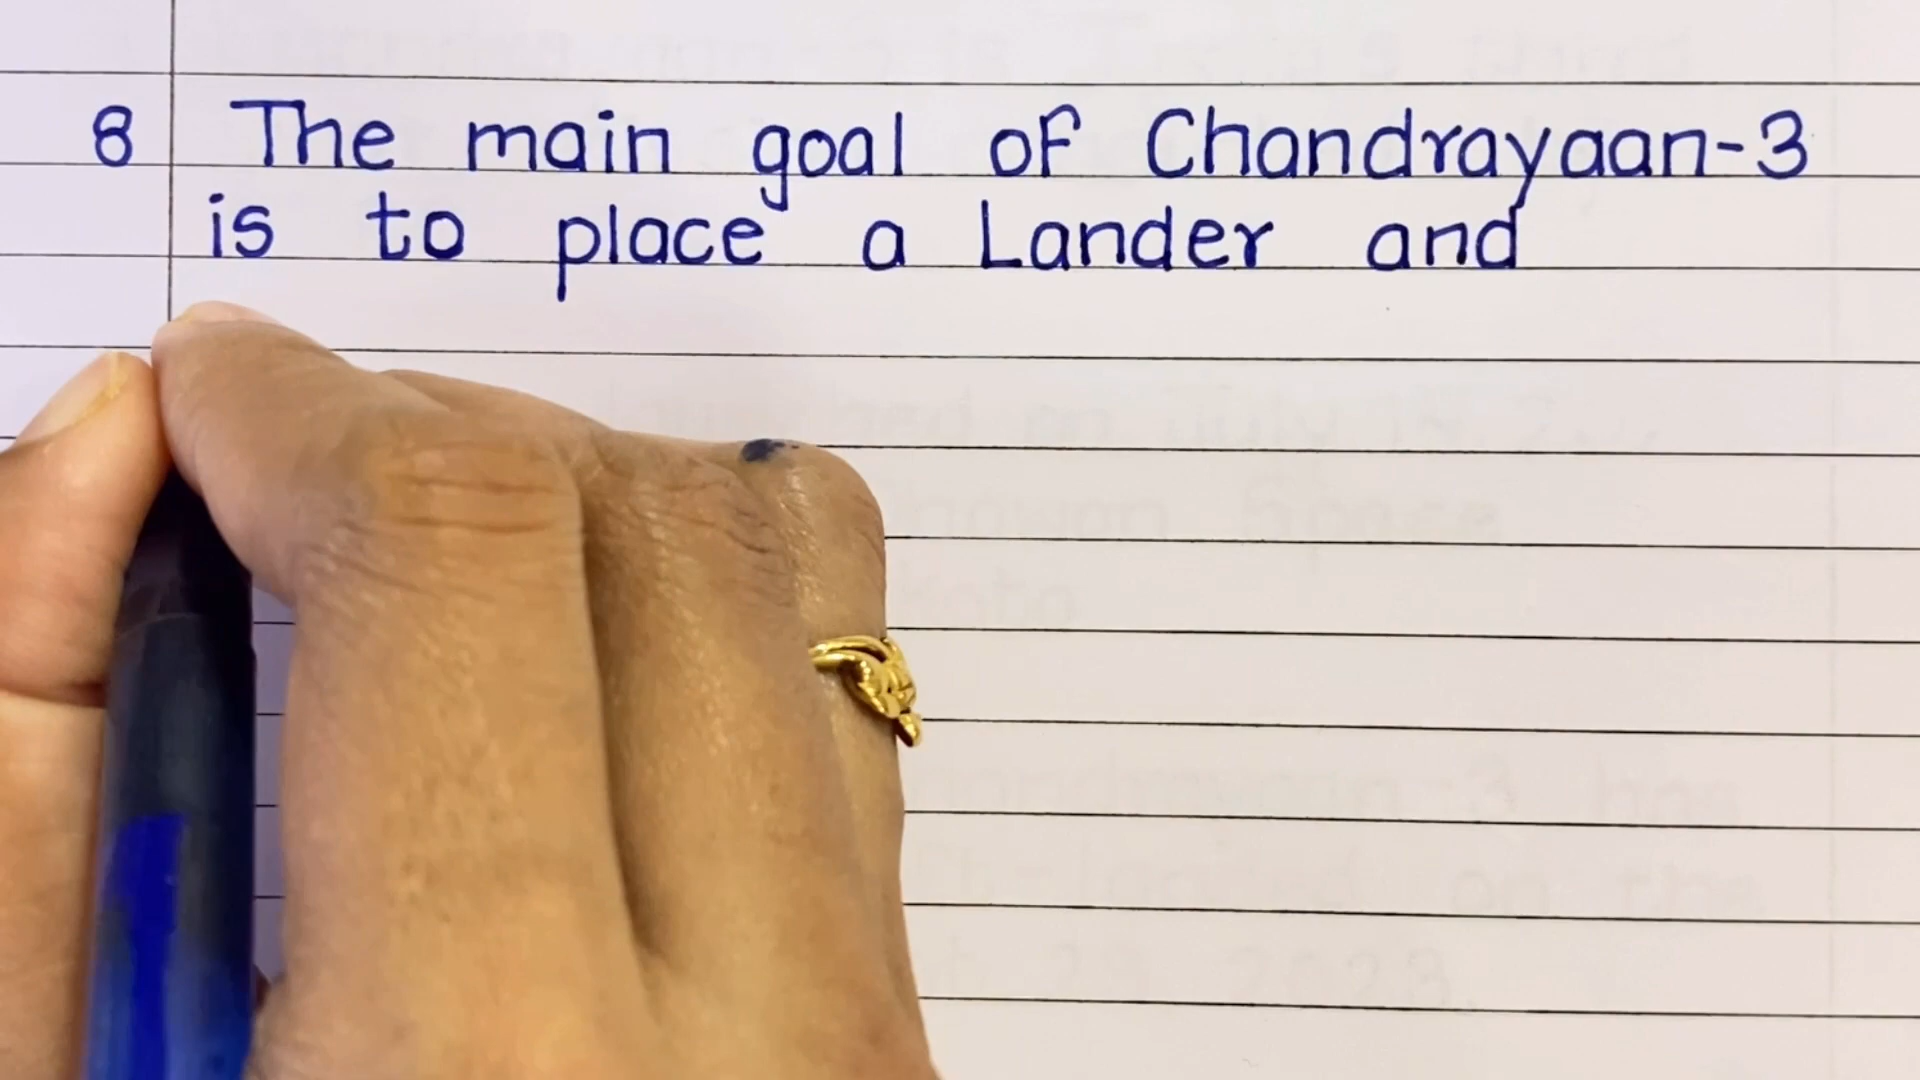 8 The main goal of Chandrayaan-3
is to place a Lander and